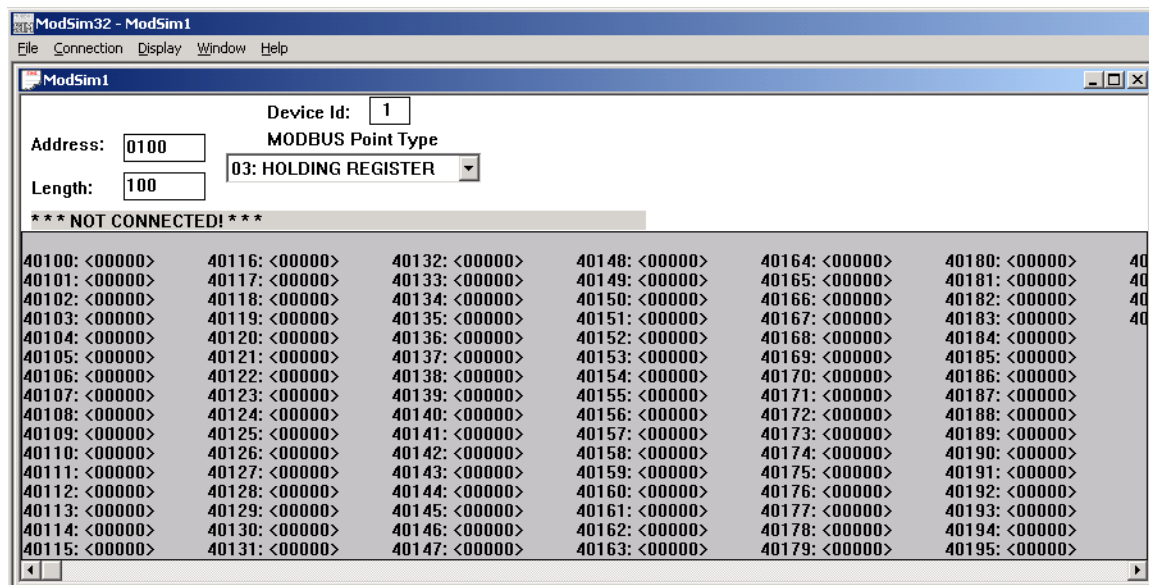 ModSim32 - ModSim1
File Connection Display Window Help
ModSim1
Device Id: 1
Address: 0100
MODBUS Point Type
03: HOLDING REGISTER
Length: 100
* * * NOT CONNECTED! * * *
40100: <00000> 40116: <00000> 40132: <00000> 40148: <00000> 40164: <00000> 40180: <00000> 40
40101: <00000> 40117: <00000> 40133: <00000> 40149: <00000> 40165: <00000> 40181: <00000> 40
40102: <00000> 40118: <00000> 40134: <00000> 40150: <00000> 40166: <00000> 40182: <00000> 40
40103: <00000> 40119: <00000> 40135: <00000> 40151: <00000> 40167: <00000> 40183: <00000> 40
40104: <00000> 40120: <00000> 40136: <00000> 40152: <00000> 40168: <00000> 40184: <00000>
40105: <00000> 40121: <00000> 40137: <00000> 40153: <00000> 40169: <00000> 40185: <00000>
40106: <00000> 40122: <00000> 40138: <00000> 40154: <00000> 40170: <00000> 40186: <00000>
40107: <00000> 40123: <00000> 40139: <00000> 40155: <00000> 40171: <00000> 40187: <00000>
40108: <00000> 40124: <00000> 40140: <00000> 40156: <00000> 40172: <00000> 40188: <00000>
40109: <00000> 40125: <00000> 40141: <00000> 40157: <00000> 40173: <00000> 40189: <00000>
40110: <00000> 40126: <00000> 40142: <00000> 40158: <00000> 40174: <00000> 40190: <00000>
40111: <00000> 40127: <00000> 40143: <00000> 40159: <00000> 40175: <00000> 40191: <00000>
40112: <00000> 40128: <00000> 40144: <00000> 40160: <00000> 40176: <00000> 40192: <00000>
40113: <00000> 40129: <00000> 40145: <00000> 40161: <00000> 40177: <00000> 40193: <00000>
40114: <00000> 40130: <00000> 40146: <00000> 40162: <00000> 40178: <00000> 40194: <00000>
40115: <00000> 40131: <00000> 40147: <00000> 40163: <00000> 40179: <00000> 40195: <00000>